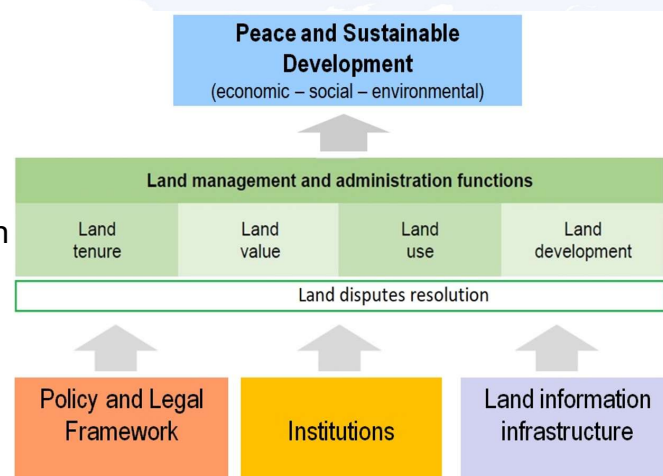 Peace and Sustainable
Development
(economic – social – environmental)
Land management and administration functions
n
Land
tenure
Land
value
Land
use
Land
development
Land disputes resolution
Policy and Legal
Framework
Institutions
Land information
infrastructure